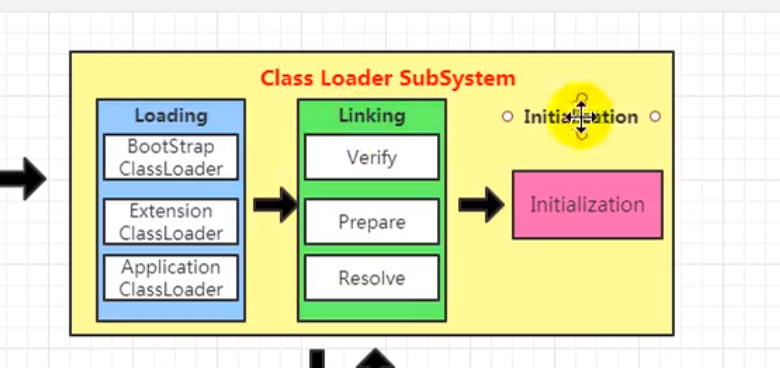 Class Loader SubSystem
Loading
BootStrap
ClassLoader
Extension
ClassLoader
Application
ClassLoader
Linking
Verify
Prepare
Resolve
Initialization
Initialization